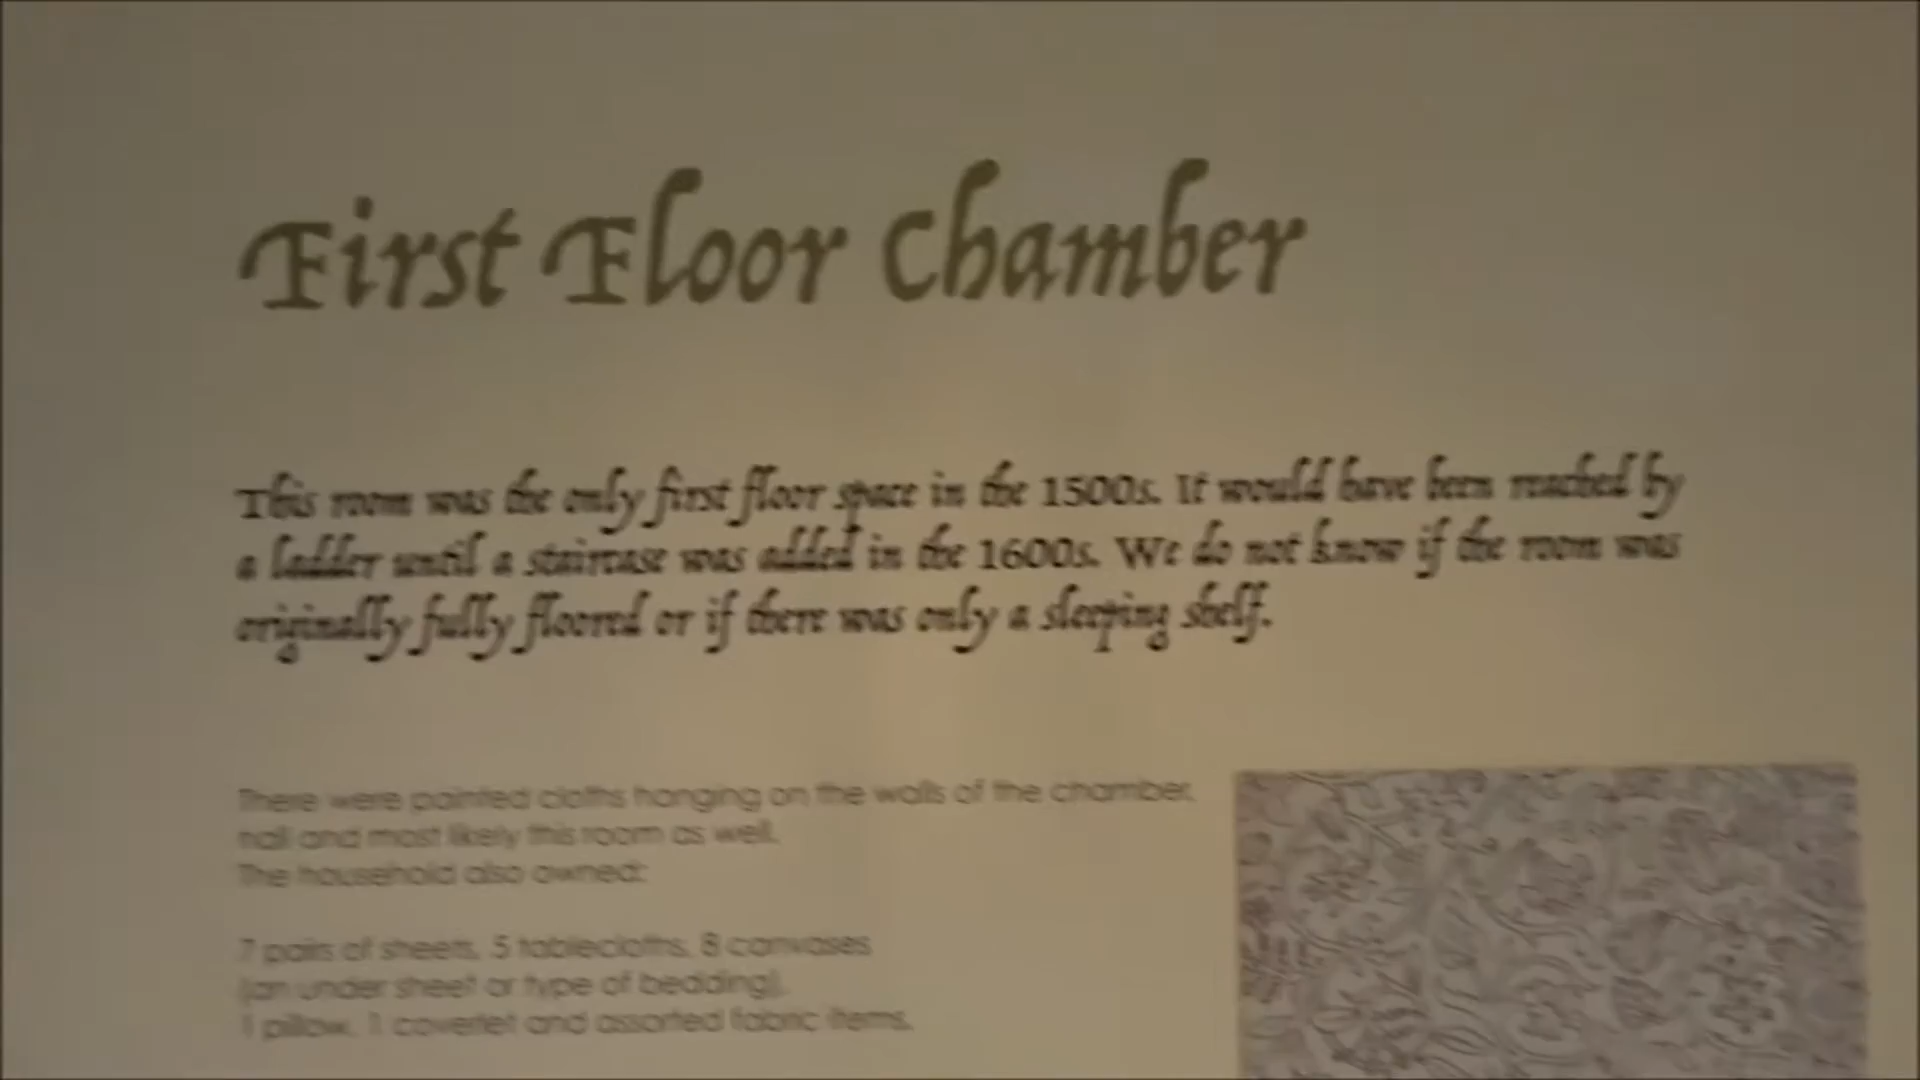 First Floor Chamber
This room was the only first floor space in the 1500s. It would have been reached by
a ladder until a staircase was added in the 1600s. We do not know if the room was
originally fully floored or if there was only a sleeping shelf.
There were painted cloths hanging on the walls of the chamber,
hall and most likely this room as well.
The household also owned:
7 pairs of sheets, 5 tablecloths, 8 canvases
(an under sheet or type of bedding),
1 pillow, 1 coverlet and assorted fabric items.